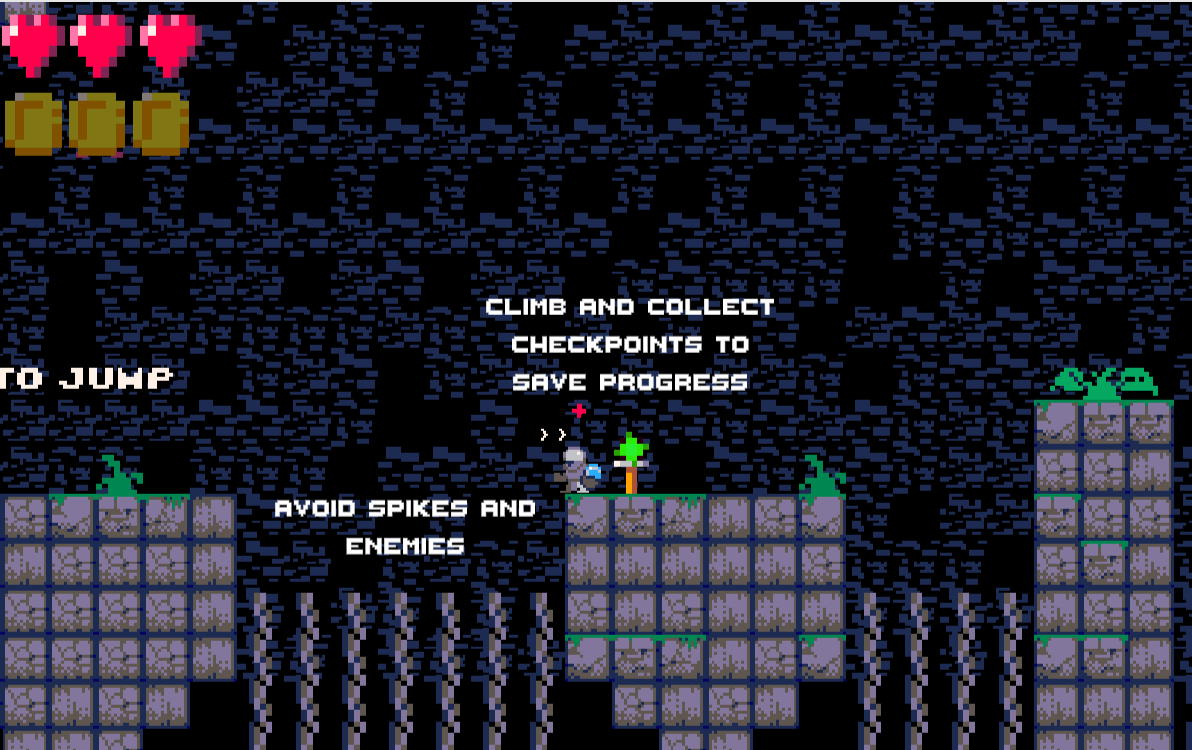 CLIMB AND COLLECT
CHECKPOINTS TO
SAVE PROGRESS
TO JUMP
AVOID SPIKES AND
ENEMIES